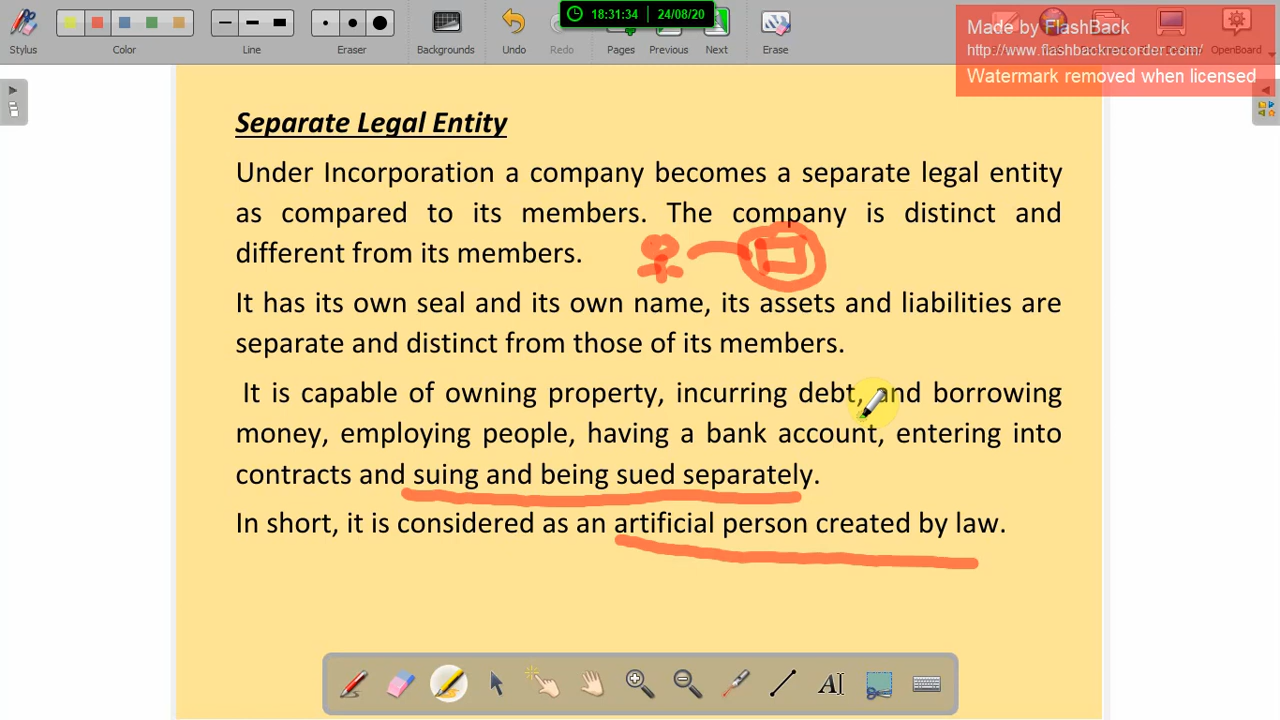 18:31:34 | 24/08/20
Made by FlashBack
http://www.flashbackrecorder.com/
Watermark removed when licensed
Stylus Color Line Eraser Backgrounds Undo Redo Pages Previous Next Erase OpenBoard
Separate Legal Entity
Under Incorporation a company becomes a separate legal entity
as compared to its members. The company is distinct and
different from its members.
It has its own seal and its own name, its assets and liabilities are
separate and distinct from those of its members.
It is capable of owning property, incurring debt, and borrowing
money, employing people, having a bank account, entering into
contracts and suing and being sued separately.
In short, it is considered as an artificial person created by law.
AI